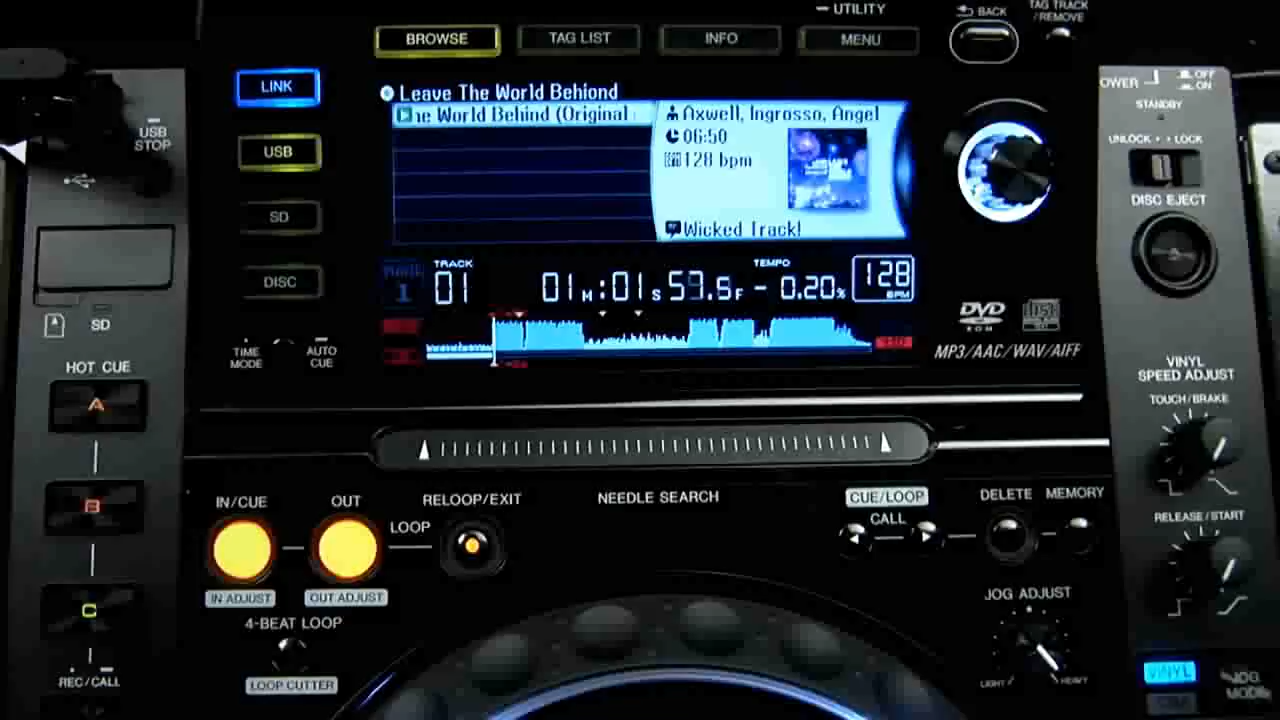 UTILITY
BACK
TAG TRACK
/REMOVE
BROWSE
TAG LIST
INFO
MENU
LINK
USB
SD
DISC
USB
STOP
SD
Leave The World Behiond
World Behind (Original
Axwell, Ingrosso, Angel
06:50
128 bpm
Wicked Track!
TRACK
01
01 M :01 S 59.5 F
TEMPO
- 0.20%
128
BPM
OWER
OFF
ON
STANDBY
UNLOCK
LOCK
DISC EJECT
DVD
ROM
MP3/AAC/WAV/AIFF
TIME
MODE
AUTO
CUE
HOT CUE
A
B
C
REC/CALL
VINYL
SPEED ADJUST
TOUCH/BRAKE
RELEASE/START
IN/CUE
OUT
RELOOP/EXIT
LOOP
NEEDLE SEARCH
CUE/LOOP
CALL
DELETE
MEMORY
IN ADJUST
OUT ADJUST
4-BEAT LOOP
LOOP CUTTER
JOG ADJUST
LIGHT
HEAVY
VINYL
JOG
MODE